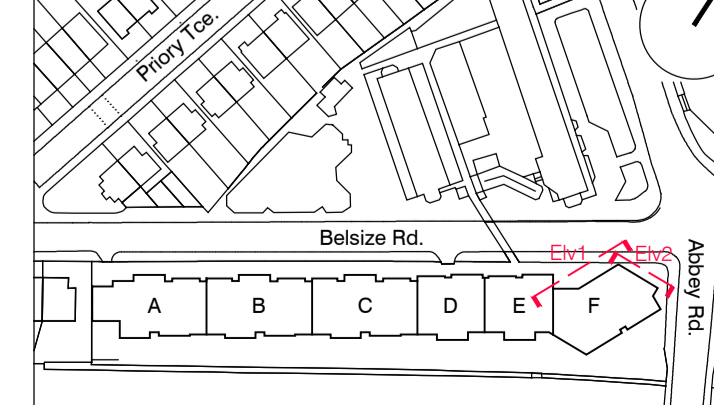 Priory Tce.
Belsize Rd.
Elv1
Elv2
Abbey Rd.
A B C D E F